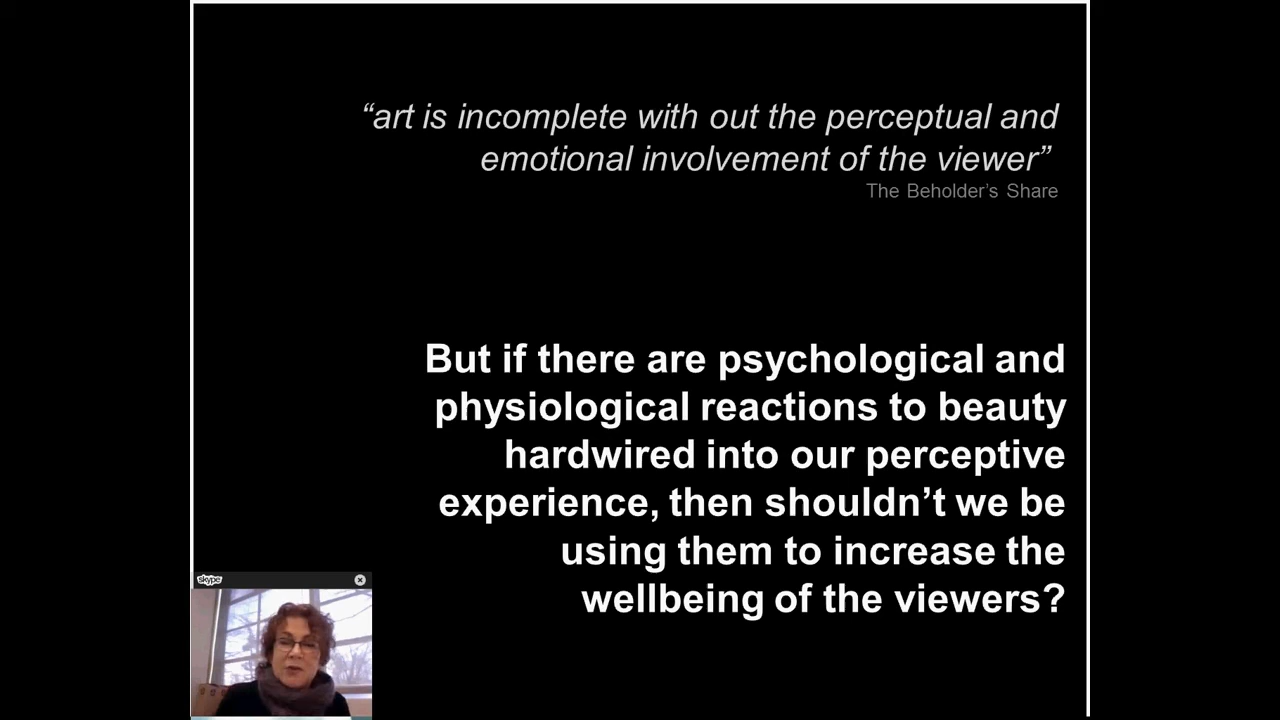 “art is incomplete with out the perceptual and
emotional involvement of the viewer”
The Beholder’s Share
But if there are psychological and
physiological reactions to beauty
hardwired into our perceptive
experience, then shouldn’t we be
using them to increase the
wellbeing of the viewers?
skype